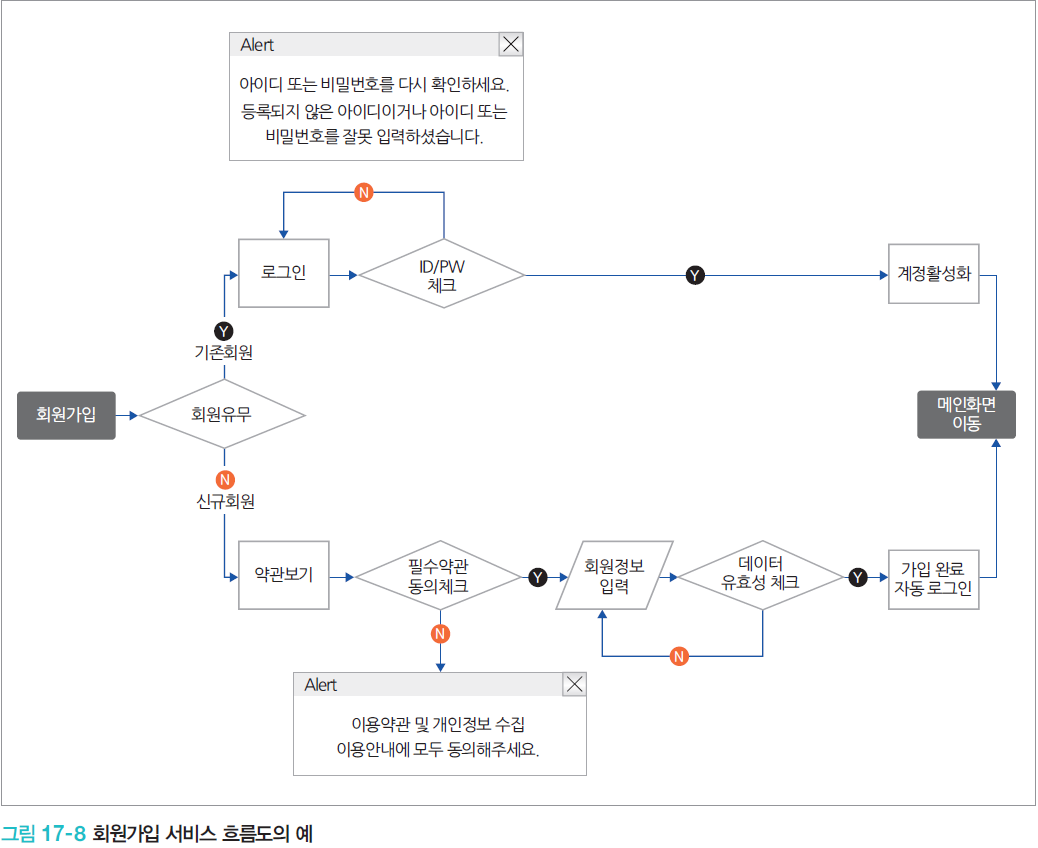 Alert
아이디 또는 비밀번호를 다시 확인하세요.
등록되지 않은 아이디이거나 아이디 또는
비밀번호를 잘못 입력하셨습니다.
N
로그인
ID/PW
체크
Y
계정활성화
Y
기존회원
회원가입
회원유무
메인화면
이동
N
신규회원
약관보기
필수약관
동의체크
Y
회원정보
입력
데이터
유효성 체크
Y
가입 완료
자동 로그인
N
N
Alert
이용약관 및 개인정보 수집
이용안내에 모두 동의해주세요.
그림 17-8 회원가입 서비스 흐름도의 예